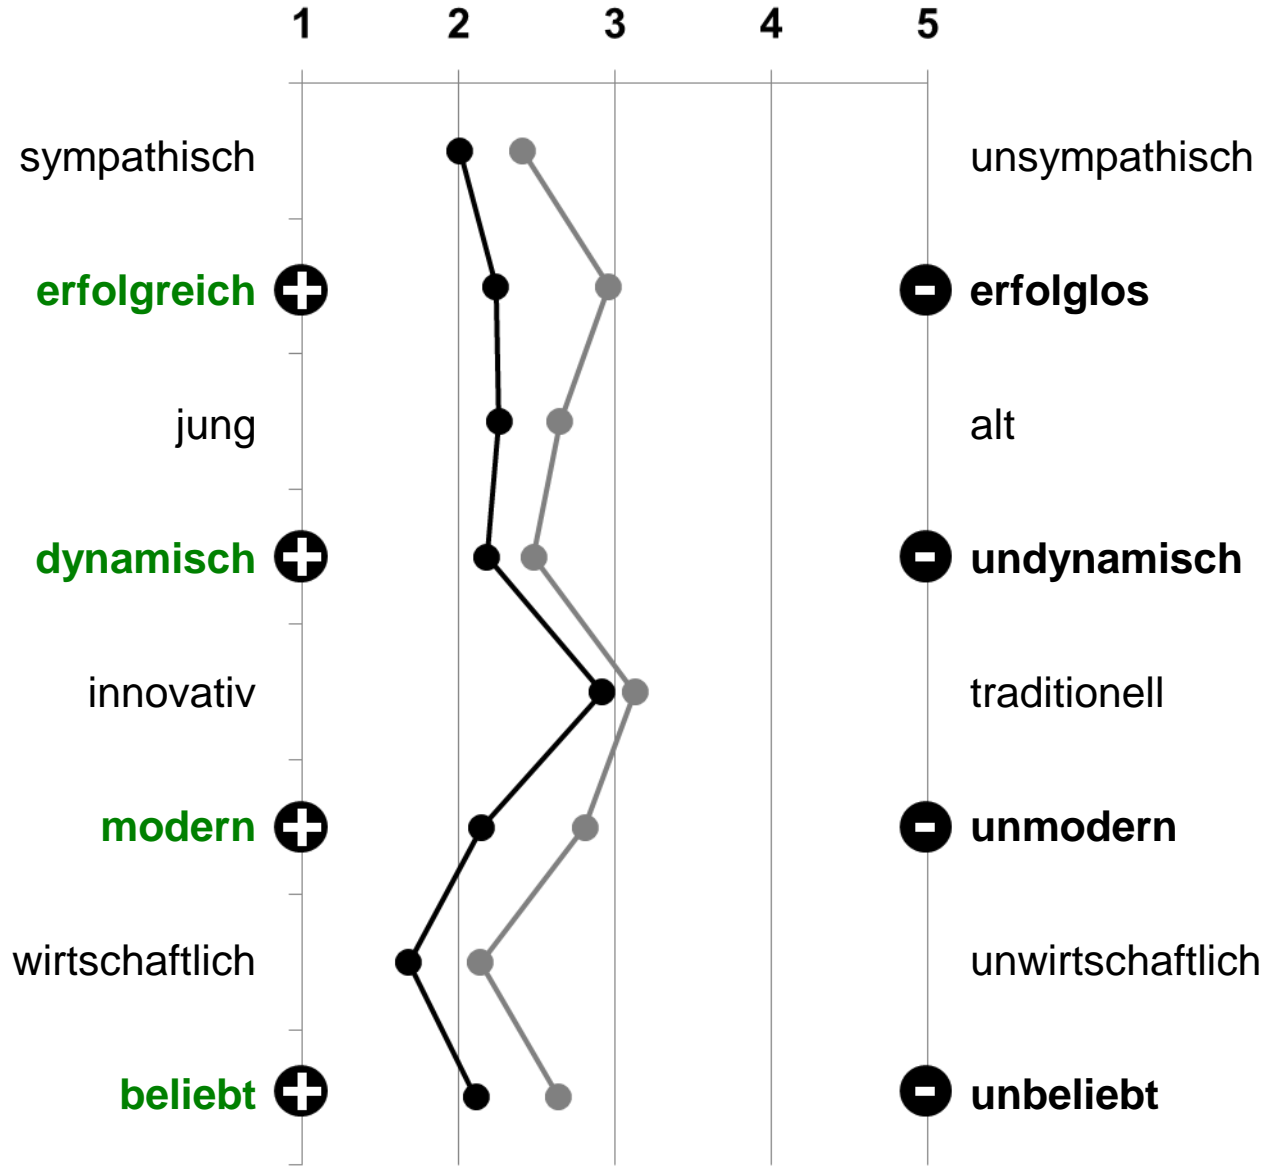 1 2 3 4 5
sympathisch unsympathisch
erfolgreich + - erfolglos
jung alt
dynamisch + - undynamisch
innovativ traditionell
modern + - unmodern
wirtschaftlich unwirtschaftlich
beliebt + - unbeliebt